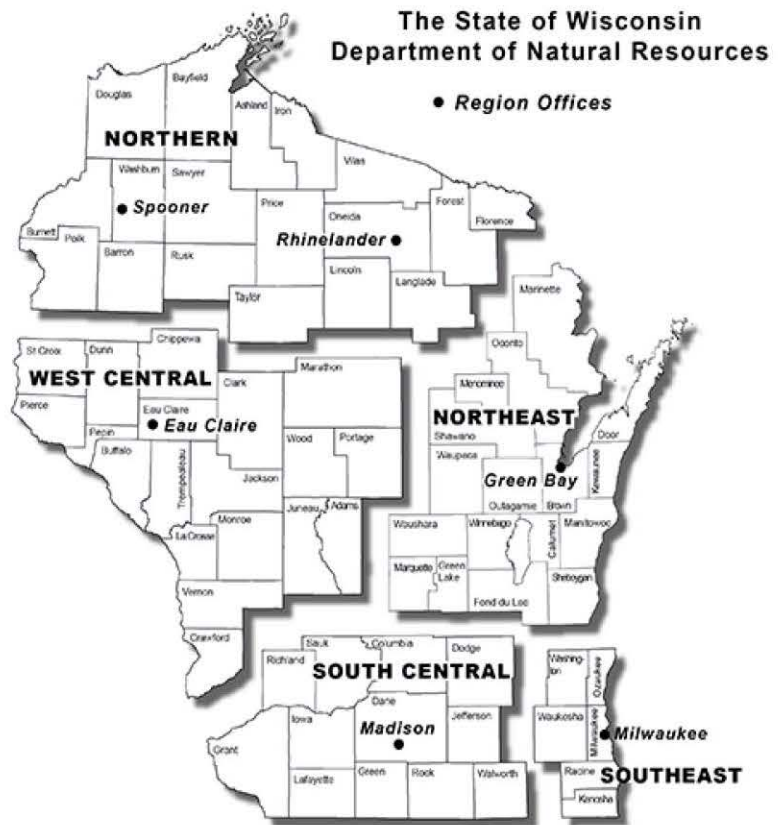 The State of Wisconsin
Department of Natural Resources
● Region Offices
Douglas
Bayfield
Ashland
Iron
NORTHERN
Vilas
Washburn
Sawyer
Price
Oneida
Forest
Florence
Spooner
Rhinelander
Burnett
Polk
Barron
Rusk
Lincoln
Langlade
Taylor
Marinette
Oconto
Menominee
NORTHEAST
Shawano
Door
Waupaca
Green Bay
Kewaunee
Outagamie
Brown
Waushara
Winnebago
Calumet
Manitowoc
Marquette
Green
Lake
Sheboygan
Fond du Lac
Chippewa
St Croix
Dunn
WEST CENTRAL
Clark
Marathon
Pierce
Eau Claire
Eau Claire
Pepin
Buffalo
Trempealeau
Wood
Portage
Jackson
Juneau
Adams
La Crosse
Monroe
Vernon
Crawford
Sauk
Columbia
Dodge
Richland
SOUTH CENTRAL
Dane
Iowa
Madison
Jefferson
Grant
Lafayette
Green
Rock
Walworth
Washing-
ton
Ozaukee
Waukesha
Milwaukee
Milwaukee
Racine
SOUTHEAST
Kenosha